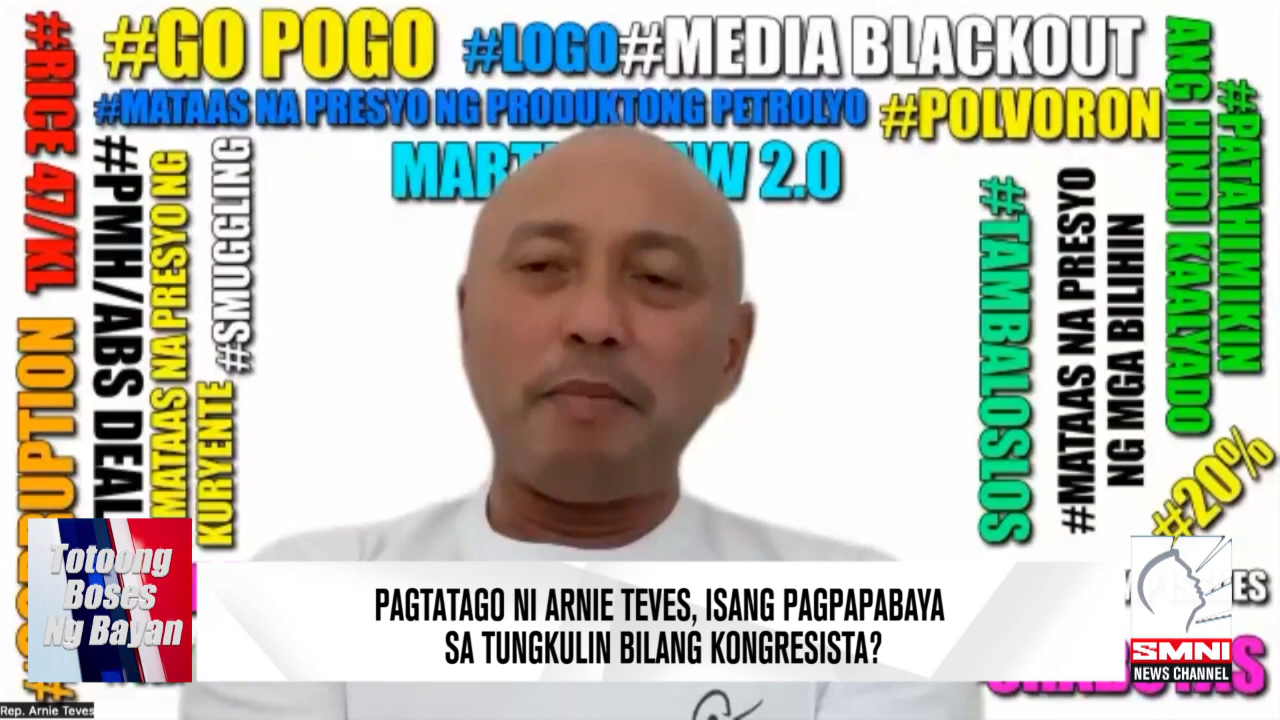 #GO POGO
#LOGO
#MEDIA BLACKOUT
#MATAAS NA PRESYO NG PRODUKTONG PETROLYO
#POLVORON
2.0
#RICE 47/KL
#PMH/ABS DEAL
MATAAS NA PRESYO NG
KURYENTE
#SMUGGLING
#TAMBALOSLOS
#MATAAS NA PRESYO
NG MGA BILIHIN
#PATAHIMIKIN
ANG HINDI KAALYADO
#20%
Totoong
Boses
Ng Bayan
PAGTATAGO NI ARNIE TEVES, ISANG PAGPAPABAYA
SA TUNGKULIN BILANG KONGRESISTA?
SMNI
NEWS CHANNEL
Rep. Arnie Teves